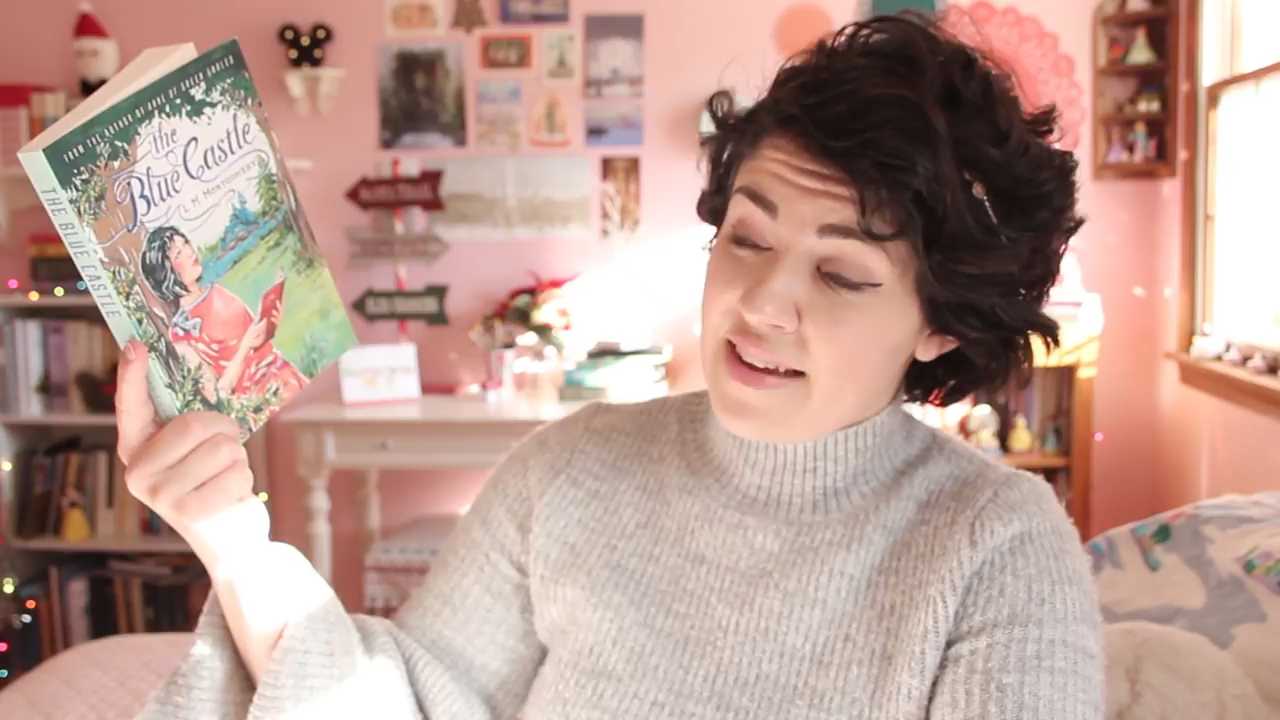 FROM THE AUTHOR OF ANNE OF GREEN GABLES
the
Blue Castle
L. M. MONTGOMERY
THE BLUE CASTLE